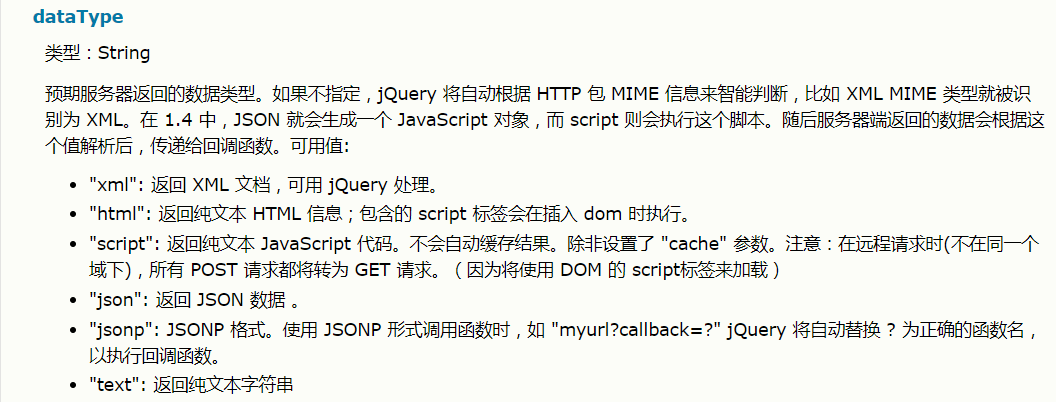 dataType
类型：String
预期服务器返回的数据类型。如果不指定，jQuery 将自动根据 HTTP 包 MIME 信息来智能判断，比如 XML MIME 类型就被识
别为 XML。在 1.4 中，JSON 就会生成一个 JavaScript 对象，而 script 则会执行这个脚本。随后服务器端返回的数据会根据这
个值解析后，传递给回调函数。可用值:
• "xml": 返回 XML 文档，可用 jQuery 处理。
• "html": 返回纯文本 HTML 信息；包含的 script 标签会在插入 dom 时执行。
• "script": 返回纯文本 JavaScript 代码。不会自动缓存结果。除非设置了 "cache" 参数。注意：在远程请求时(不在同一个
域下)，所有 POST 请求都将转为 GET 请求。（因为将使用 DOM 的 script标签来加载）
• "json": 返回 JSON 数据 。
• "jsonp": JSONP 格式。使用 JSONP 形式调用函数时，如 "myurl?callback=?" jQuery 将自动替换 ? 为正确的函数名，
以执行回调函数。
• "text": 返回纯文本字符串